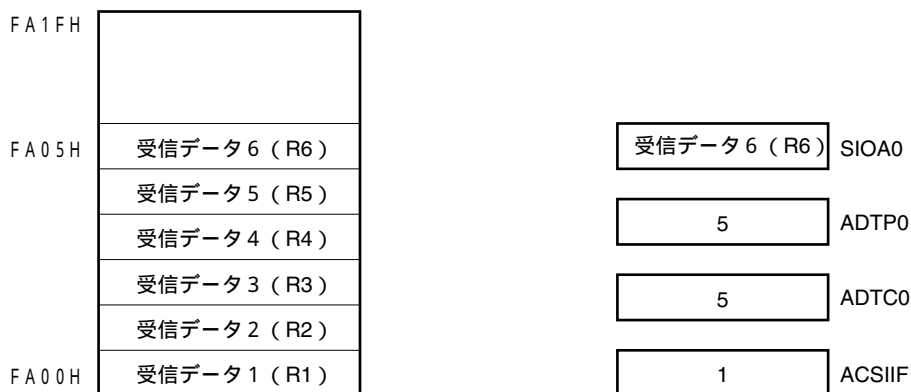 FA1FH
FA05H 受信データ6(R6) 受信データ6(R6) SIOA0
受信データ5(R5)
5 ADTP0
受信データ4(R4)
受信データ3(R3)
5 ADTC0
受信データ2(R2)
FA00H 受信データ1(R1) 1 ACSIIF